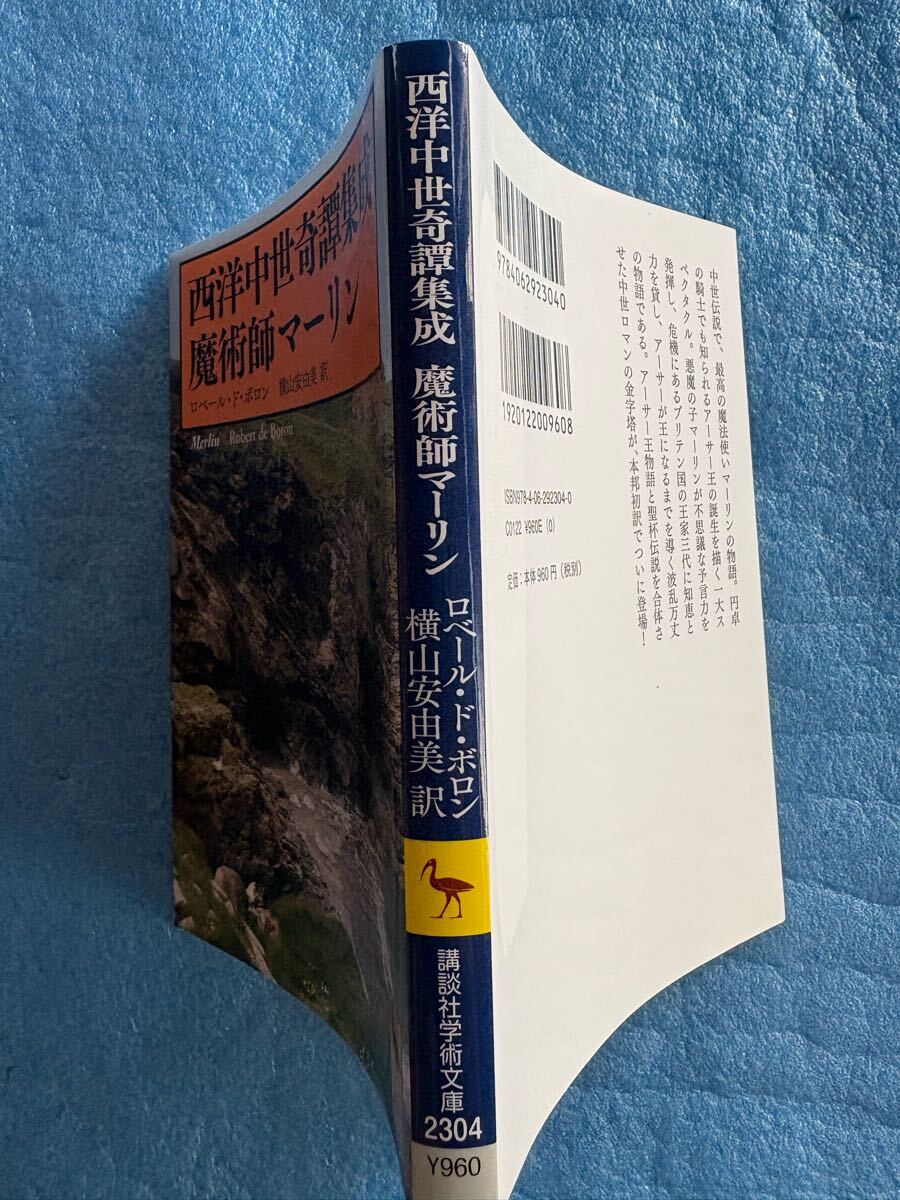 西洋中世奇譚集成
魔術師マーリン
ロベール・ド・ボロン 横山安由美 訳
Merlin Robert de Boron
西洋中世奇譚集成 魔術師マーリン
ロベール・ド・ボロン
横山安由美 訳
講談社学術文庫
2304
Y960
9784062923040
1920122009608
ISBN978-4-06-292304-0
C0122 ¥960E (0)
定価:本体960円(税別)
中世伝説で、最高の魔法使いマーリンの物語。円卓
の騎士でも知られるアーサー王の誕生を描く一大ス
ペクタクル。悪魔の子マーリンが不思議な予言力を
発揮し、危機にあるブリテン国の王家三代に知恵と
力を貸し、アーサーが王になるまでを導く波乱万丈
の物語である。アーサー王物語と聖杯伝説を合体さ
せた中世ロマンの金字塔が、本邦初訳でついに登場!